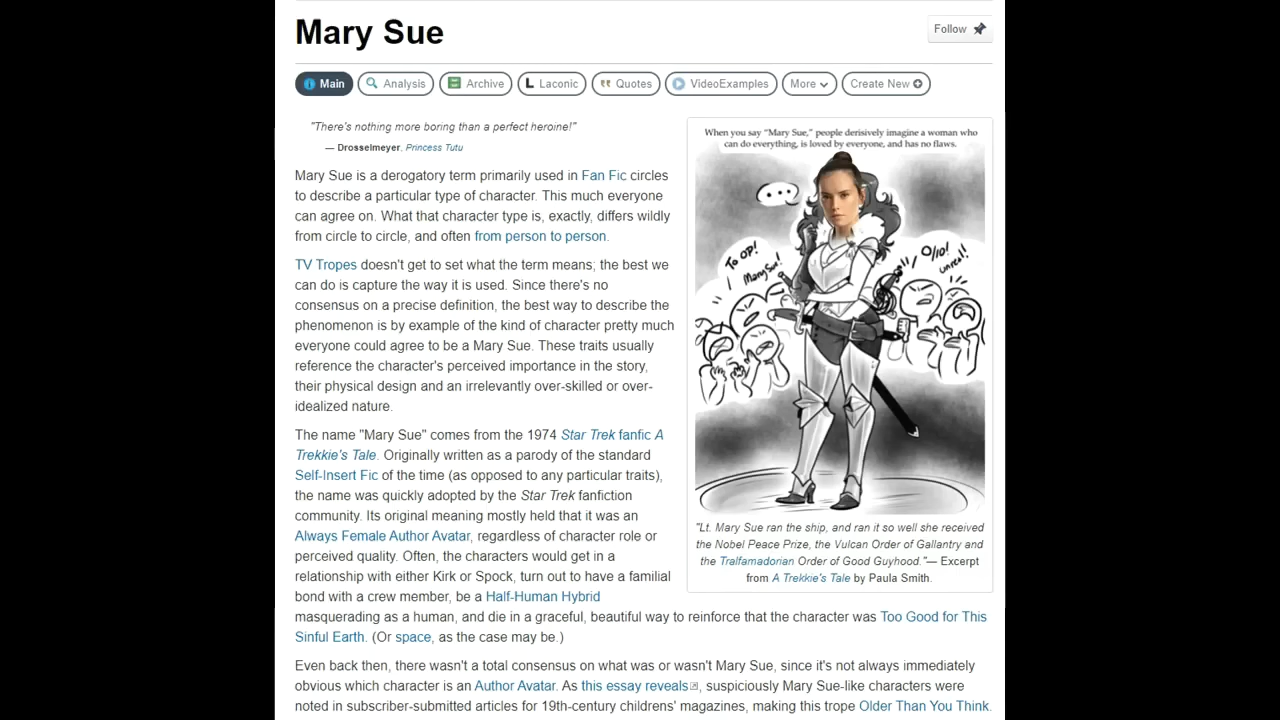 Mary Sue
Follow
Main
Analysis
Archive
Laconic
Quotes
VideoExamples
More
Create New
"There's nothing more boring than a perfect heroine!"
— Drosselmeyer, Princess Tutu
Mary Sue is a derogatory term primarily used in Fan Fic circles
to describe a particular type of character. This much everyone
can agree on. What that character type is, exactly, differs wildly
from circle to circle, and often from person to person.
TV Tropes doesn't get to set what the term means; the best we
can do is capture the way it is used. Since there's no
consensus on a precise definition, the best way to describe the
phenomenon is by example of the kind of character pretty much
everyone could agree to be a Mary Sue. These traits usually
reference the character's perceived importance in the story,
their physical design and an irrelevantly over-skilled or over-
idealized nature.
The name "Mary Sue" comes from the 1974 Star Trek fanfic A
Trekkie's Tale. Originally written as a parody of the standard
Self-Insert Fic of the time (as opposed to any particular traits),
the name was quickly adopted by the Star Trek fanfiction
community. Its original meaning mostly held that it was an
Always Female Author Avatar, regardless of character role or
perceived quality. Often, the characters would get in a
relationship with either Kirk or Spock, turn out to have a familial
bond with a crew member, be a Half-Human Hybrid
masquerading as a human, and die in a graceful, beautiful way to reinforce that the character was Too Good for This
Sinful Earth. (Or space, as the case may be.)
Even back then, there wasn't a total consensus on what was or wasn't Mary Sue, since it's not always immediately
obvious which character is an Author Avatar. As this essay reveals, suspiciously Mary Sue-like characters were
noted in subscriber-submitted articles for 19th-century childrens' magazines, making this trope Older Than You Think.
When you say "Mary Sue," people derisively imagine a woman who
can do everything, is loved by everyone, and has no flaws.
To OP!
Mary Sue!
0/10!
unreal!
"Lt. Mary Sue ran the ship, and ran it so well she received
the Nobel Peace Prize, the Vulcan Order of Gallantry and
the Tralfamadorian Order of Good Guyhood."— Excerpt
from A Trekkie's Tale by Paula Smith.